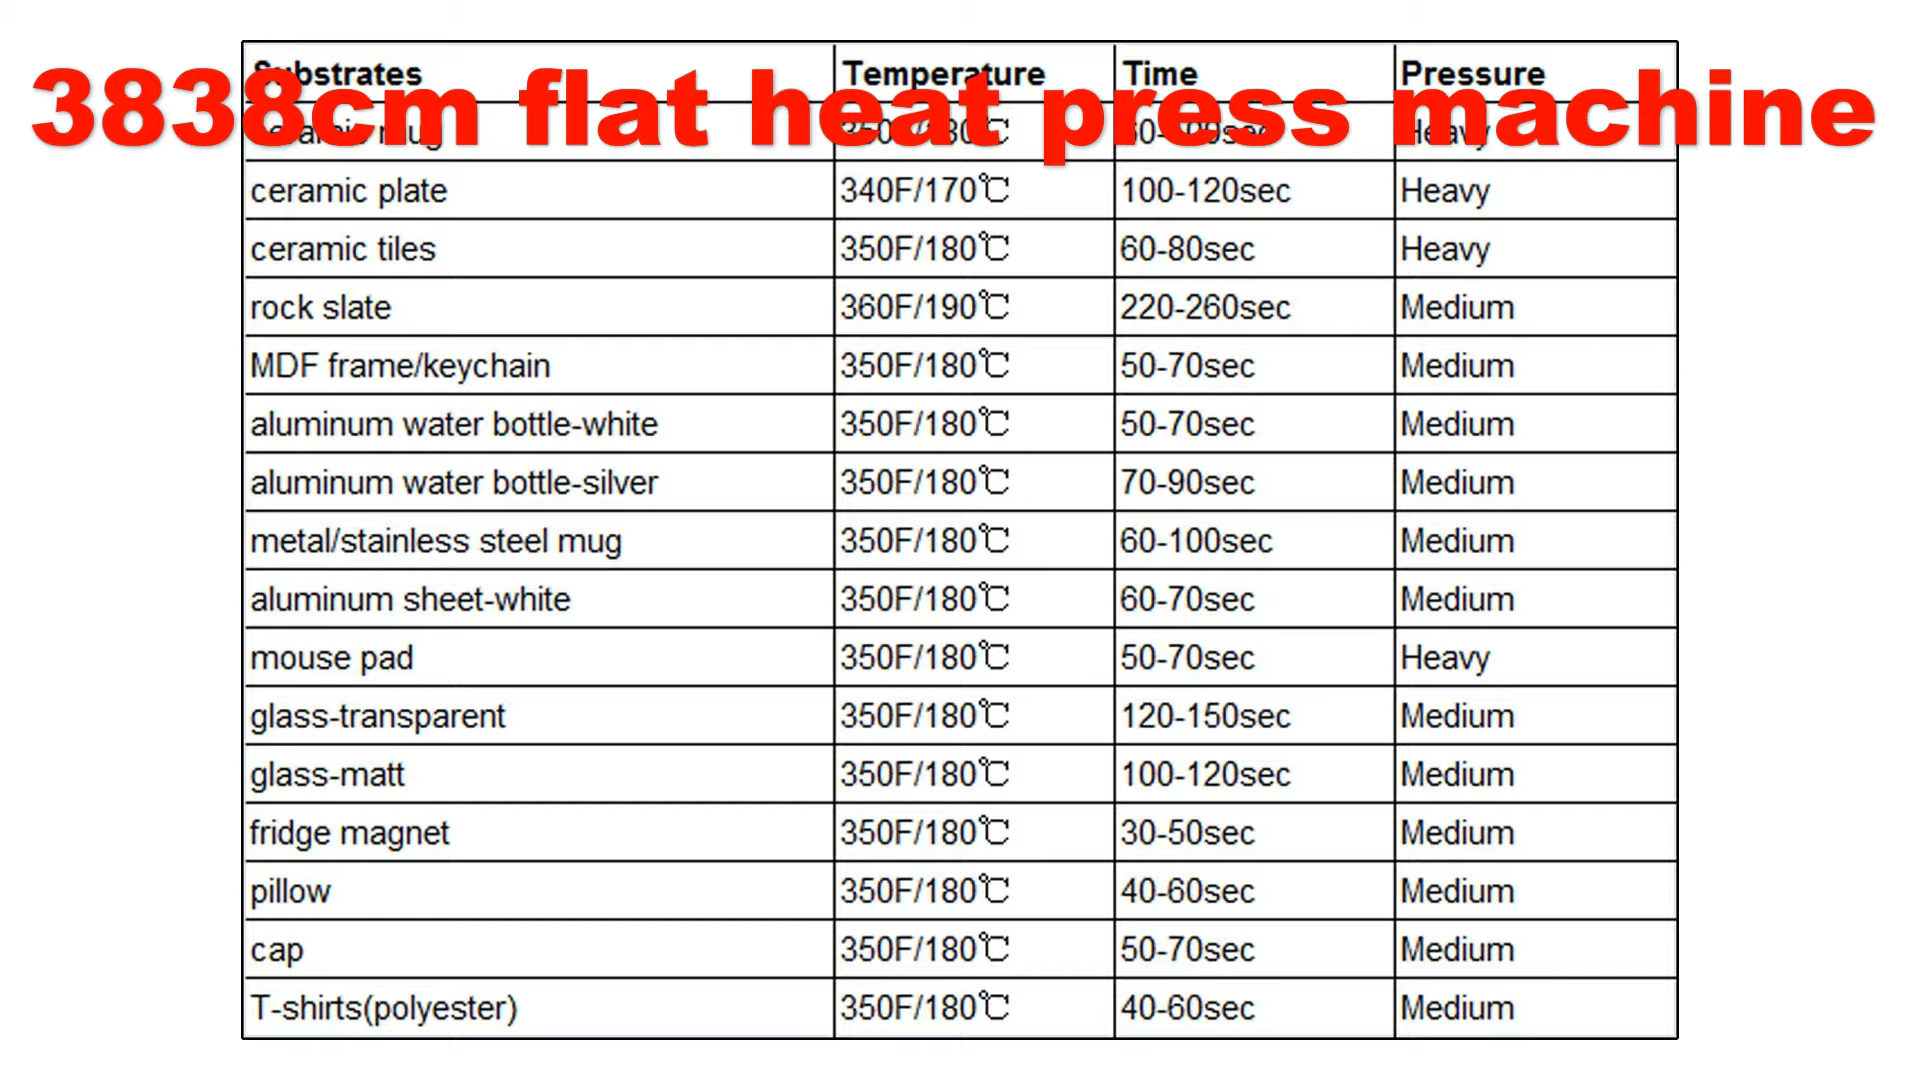 3838cm flat heat press machine
Substrates Temperature Time Pressure
ceramic mug 350F/180℃ Heavy
ceramic plate 340F/170℃ 100-120sec Heavy
ceramic tiles 350F/180℃ 60-80sec Heavy
rock slate 360F/190℃ 220-260sec Medium
MDF frame/keychain 350F/180℃ 50-70sec Medium
aluminum water bottle-white 350F/180℃ 50-70sec Medium
aluminum water bottle-silver 350F/180℃ 70-90sec Medium
metal/stainless steel mug 350F/180℃ 60-100sec Medium
aluminum sheet-white 350F/180℃ 60-70sec Medium
mouse pad 350F/180℃ 50-70sec Heavy
glass-transparent 350F/180℃ 120-150sec Medium
glass-matt 350F/180℃ 100-120sec Medium
fridge magnet 350F/180℃ 30-50sec Medium
pillow 350F/180℃ 40-60sec Medium
cap 350F/180℃ 50-70sec Medium
T-shirts(polyester) 350F/180℃ 40-60sec Medium